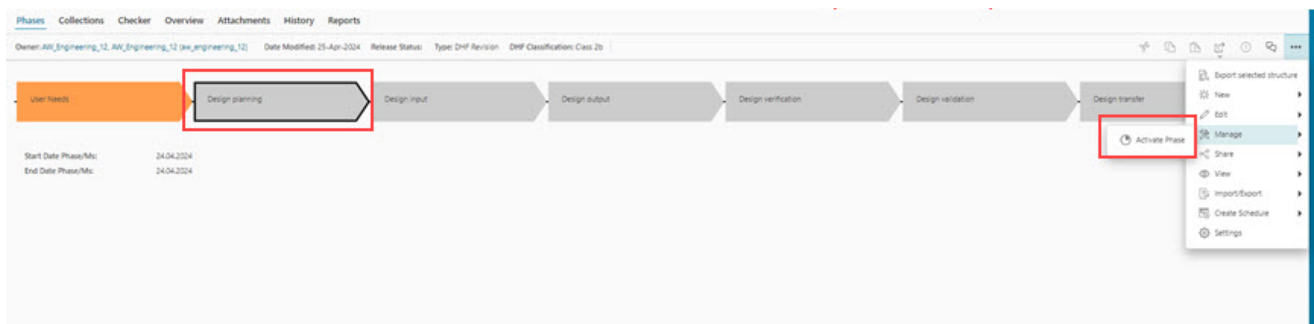 Phases Collections Checker Overview Attachments History Reports
Owner: AW_Engineering_12, AW_Engineering_12 (aw_engineering_12) Date Modified: 25-Apr-2024 Release Status: Type: DHF Revision DHF Classification: Class 2b
User Needs Design planning Design input Design output Design verification Design validation Design transfer
Start Date Phase/Ms: 24.04.2024
End Date Phase/Ms: 24.04.2024
Export selected structure
New
Edit
Activate Phase Manage
Share
View
Import/Export
Create Schedule
Settings